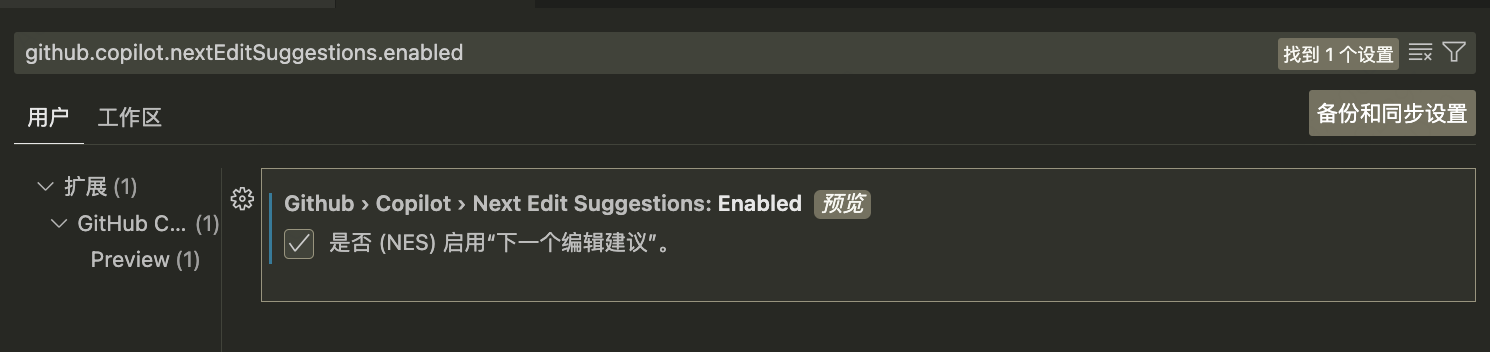 github.copilot.nextEditSuggestions.enabled
找到 1 个设置
用户
工作区
备份和同步设置
扩展 (1)
GitHub C... (1)
Preview (1)
Github › Copilot › Next Edit Suggestions: Enabled 预览
是否 (NES) 启用“下一个编辑建议”。